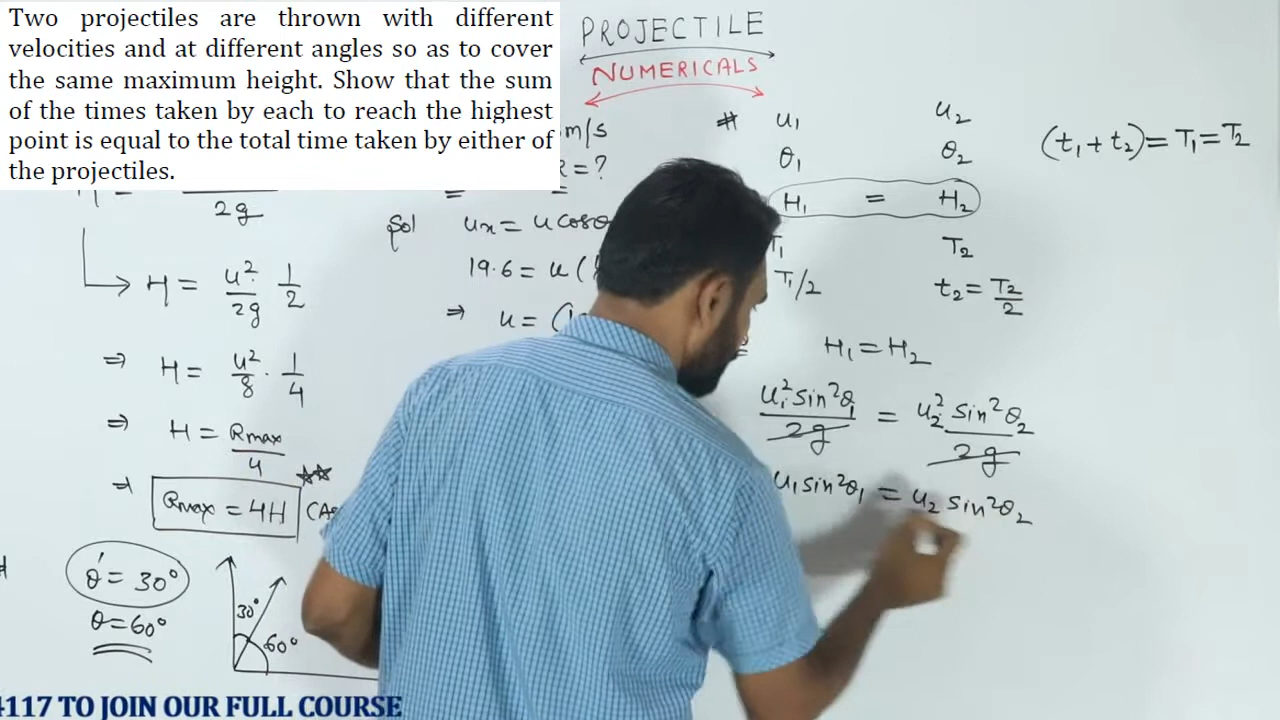 Two projectiles are thrown with different
velocities and at different angles so as to cover
the same maximum height. Show that the sum
of the times taken by each to reach the highest
point is equal to the total time taken by either of
the projectiles.
PROJECTILE
NUMERICALS
2g
H = u²/2g 1/2
⇒ H = u²/8 · 1/4
⇒ H = Rmax/4
⇒ Rmax = 4H
θ' = 30°
θ = 60°
30°
60°
m/s
R = ?
=
Sol ux = u cosθ
19.6 = u (
⇒ u = (
# u₁ u₂
θ₁ θ₂
H₁ = H₂
T₁ T₂
T₁/2 t₂ = T₂/2
H₁ = H₂
u₁² sin²θ₁/2g = u₂² sin²θ₂/2g
u₁ sin²θ₁ = u₂ sin²θ₂
(t₁ + t₂) = T₁ = T₂
4117 TO JOIN OUR FULL COURSE